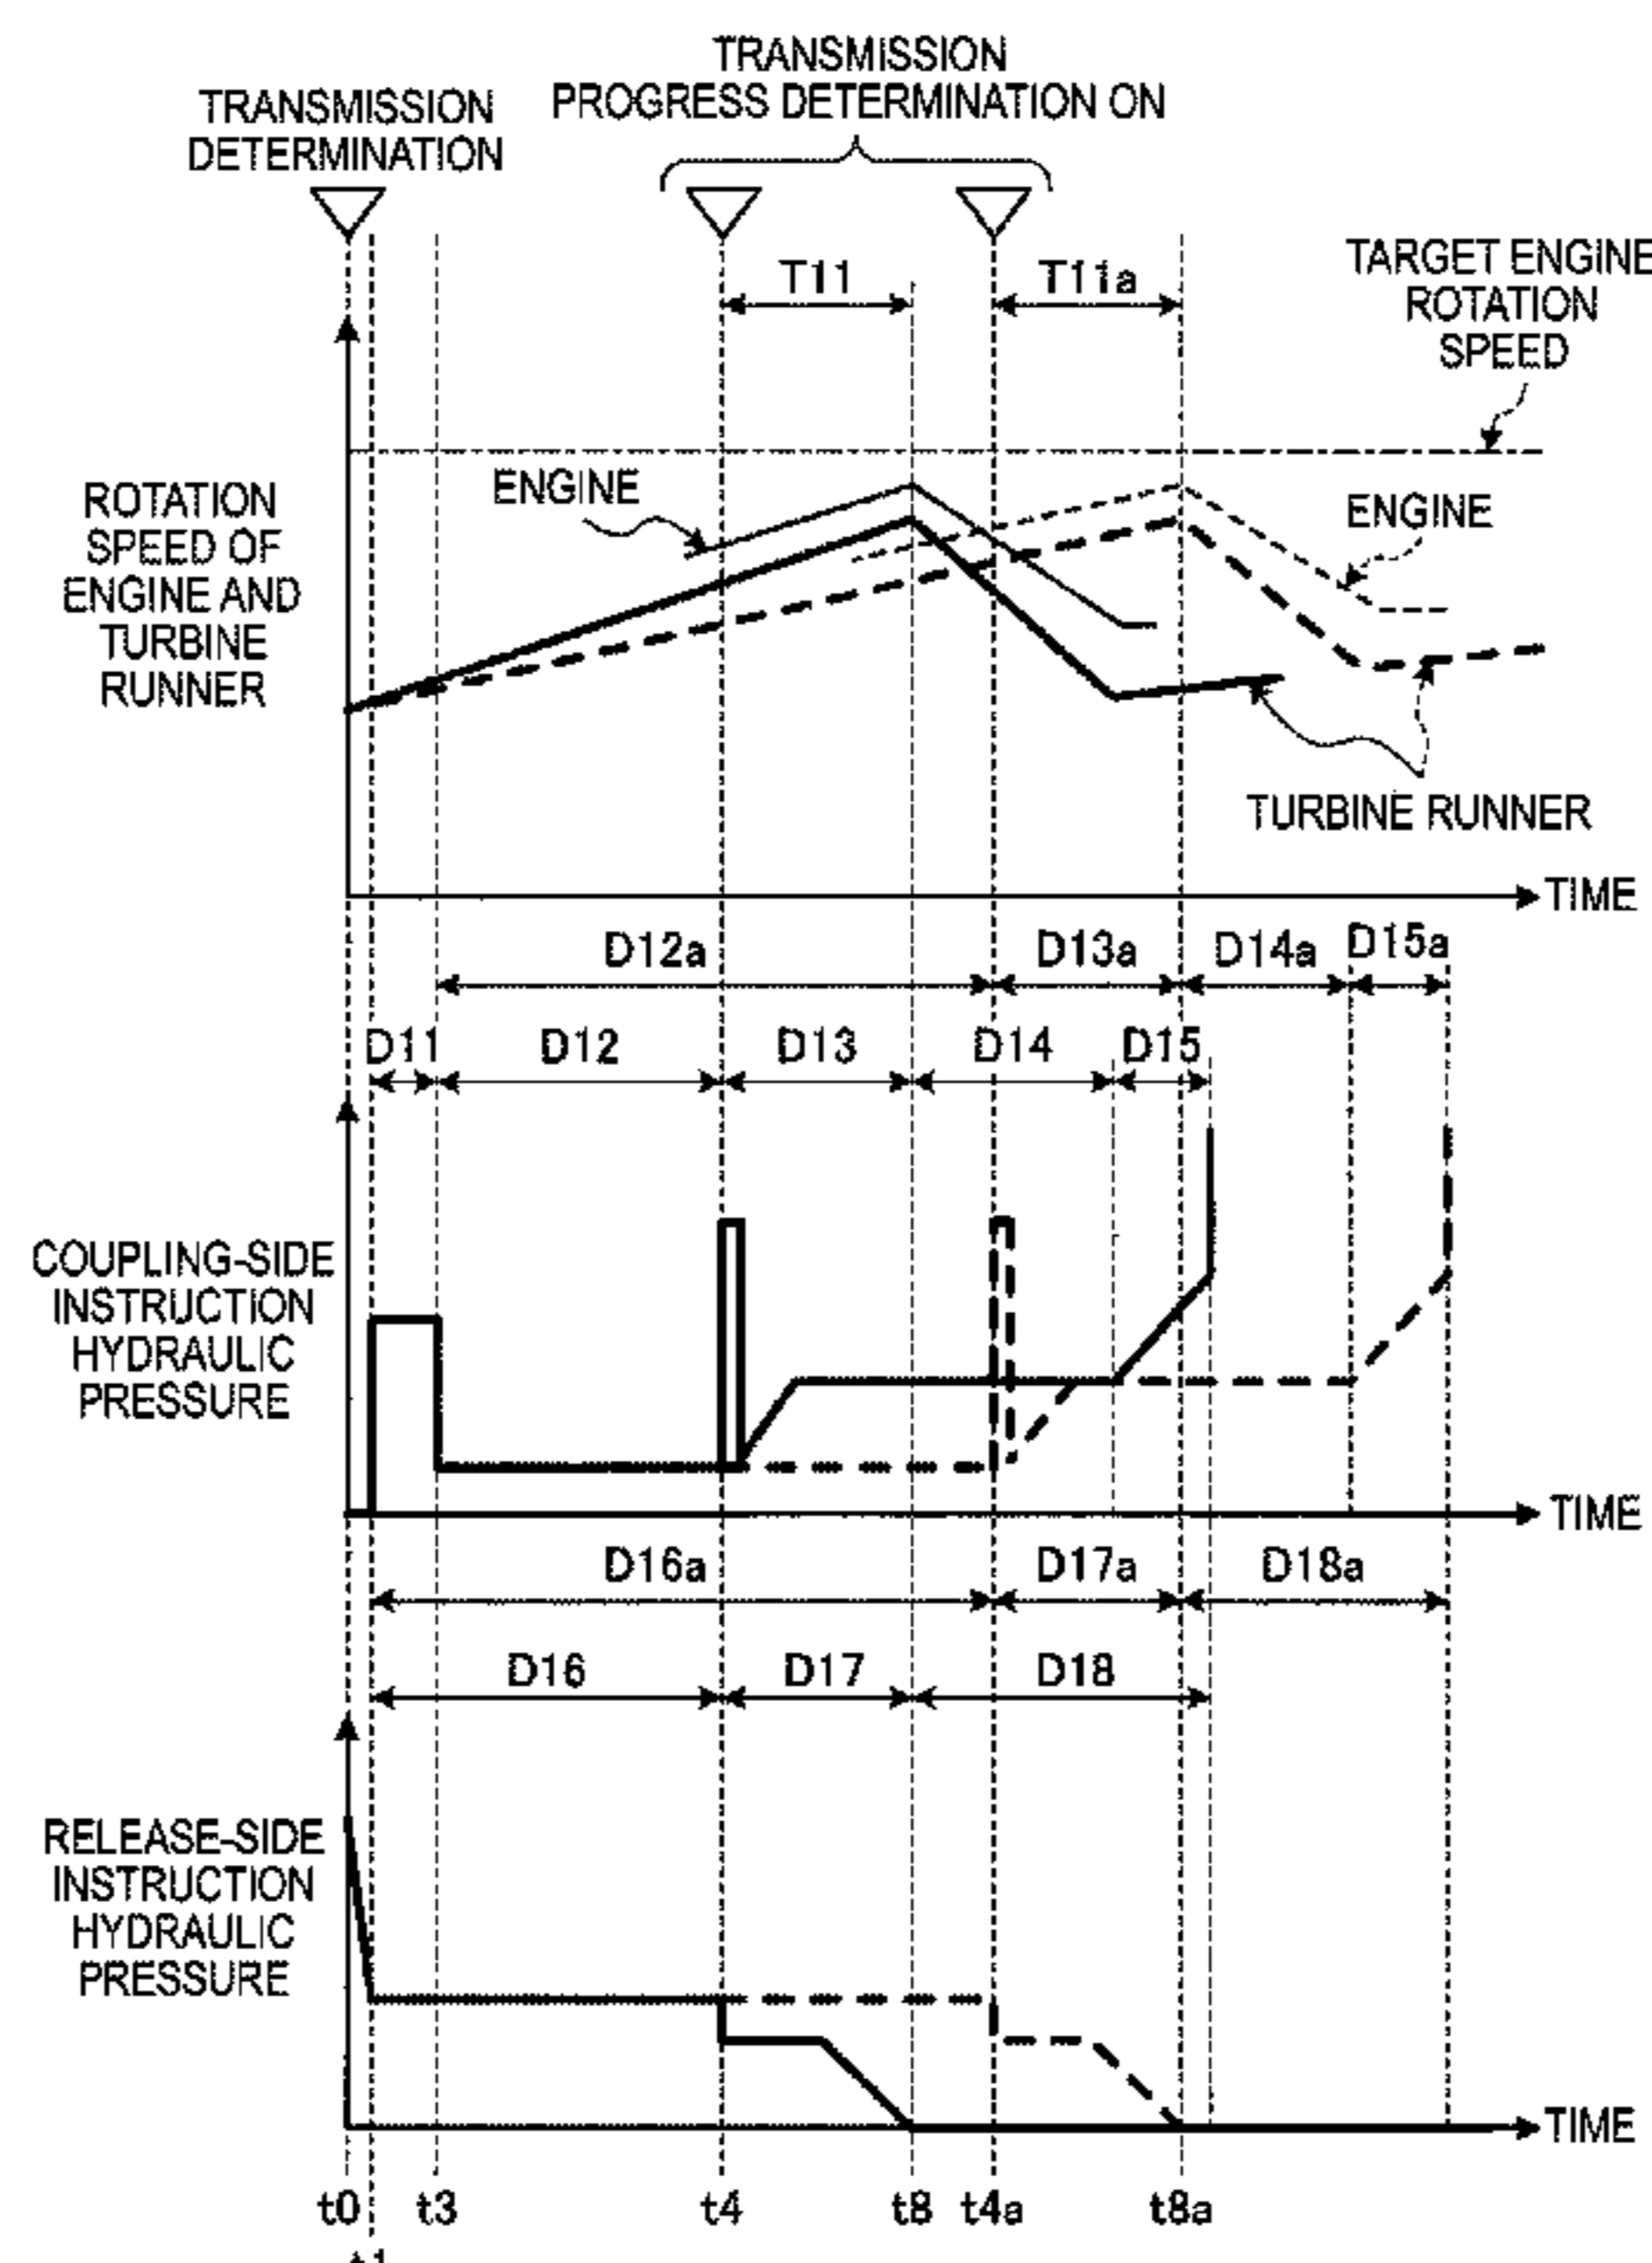 TRANSMISSION
PROGRESS DETERMINATION ON
TRANSMISSION
DETERMINATION
T11
T11a
TARGET ENGINE
ROTATION
SPEED
ENGINE
ENGINE
ROTATION
SPEED OF
ENGINE AND
TURBINE
RUNNER
TURBINE RUNNER
TIME
D12a
D13a
D14a
D15a
D11
D12
D13
D14
D15
COUPLING-SIDE
INSTRUCTION
HYDRAULIC
PRESSURE
TIME
D16a
D17a
D18a
D16
D17
D18
RELEASE-SIDE
INSTRUCTION
HYDRAULIC
PRESSURE
TIME
t0
t3
t4
t8
t4a
t8a
t1